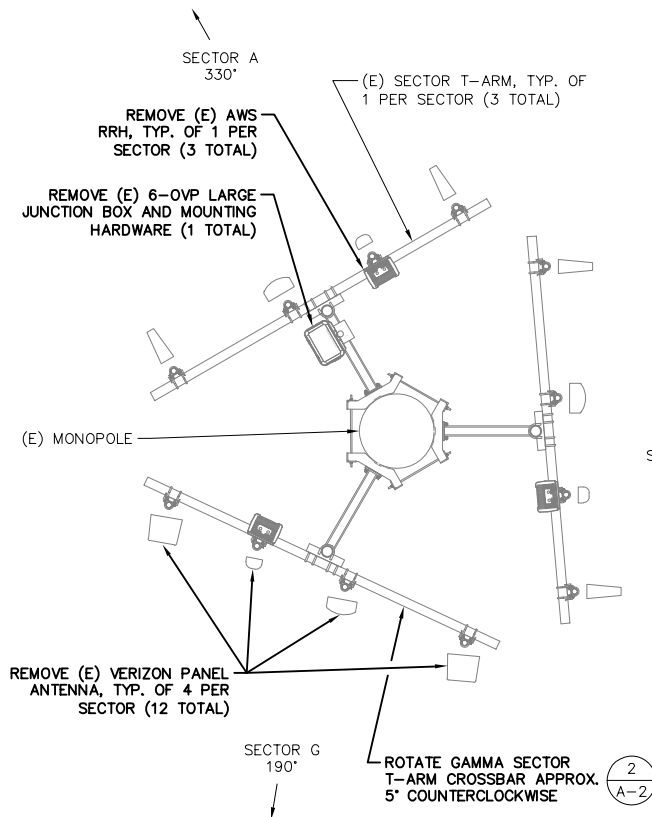 SECTOR A
330°
(E) SECTOR T-ARM, TYP. OF
1 PER SECTOR (3 TOTAL)
REMOVE (E) AWS
RRH, TYP. OF 1 PER
SECTOR (3 TOTAL)
REMOVE (E) 6-OVP LARGE
JUNCTION BOX AND MOUNTING
HARDWARE (1 TOTAL)
(E) MONOPOLE
S
REMOVE (E) VERIZON PANEL
ANTENNA, TYP. OF 4 PER
SECTOR (12 TOTAL)
SECTOR G
190°
ROTATE GAMMA SECTOR
T-ARM CROSSBAR APPROX.
5° COUNTERCLOCKWISE
2
A-2